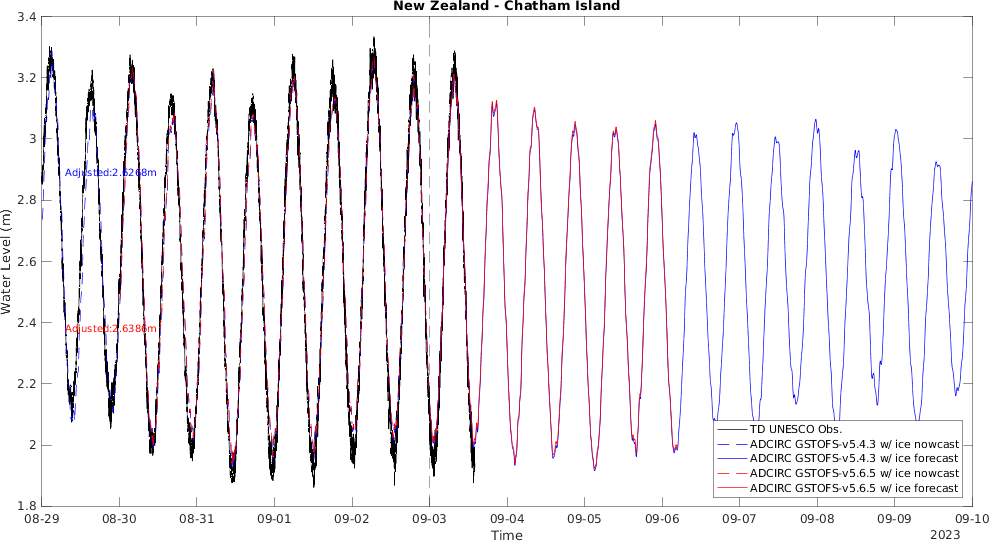 New Zealand - Chatham Island
Water Level (m)
3.4
3.2
3
2.8
2.6
2.4
2.2
2
1.8
Adjusted:2.6268m
Adjusted:2.6386m
TD UNESCO Obs.
ADCIRC GSTOFS-v5.4.3 w/ ice nowcast
ADCIRC GSTOFS-v5.4.3 w/ ice forecast
ADCIRC GSTOFS-v5.6.5 w/ ice nowcast
ADCIRC GSTOFS-v5.6.5 w/ ice forecast
08-29 08-30 08-31 09-01 09-02 09-03 09-04 09-05 09-06 09-07 09-08 09-09 09-10
Time
2023